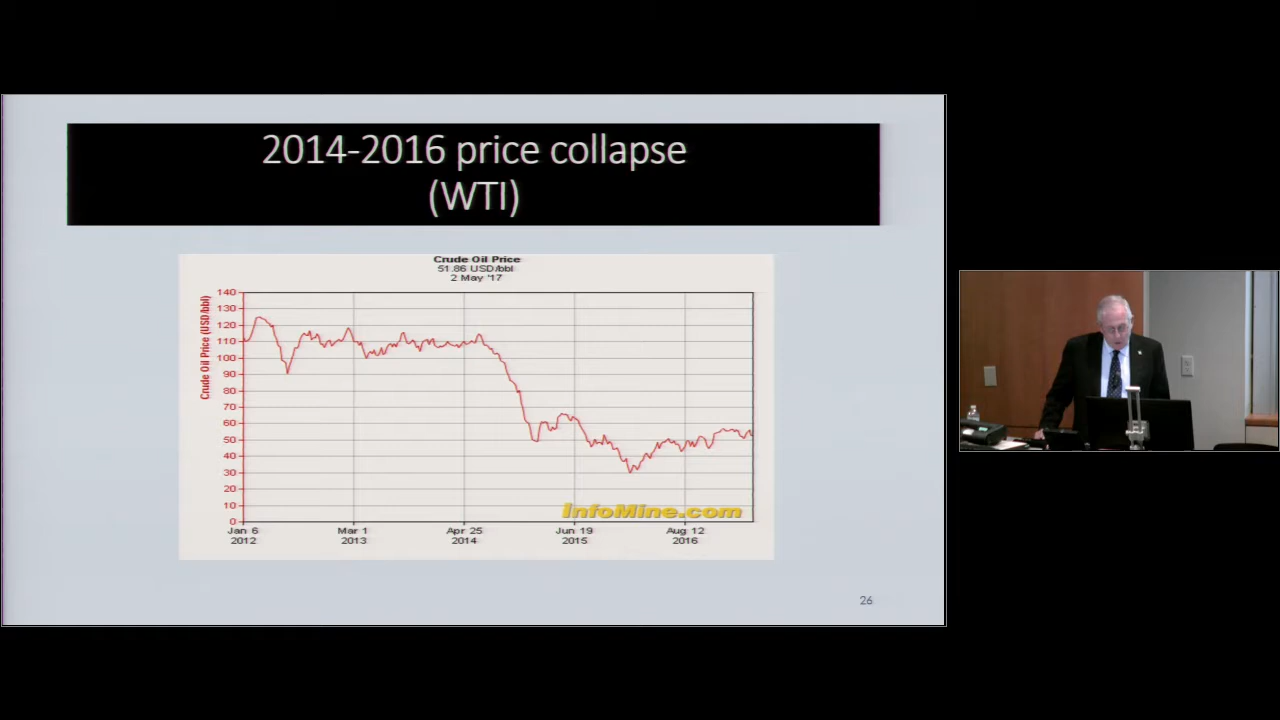 2014-2016 price collapse
(WTI)
Crude Oil Price
51.86 USD/bbl
2 May '17
Crude Oil Price (USD/bbl)
140
130
120
110
100
90
80
70
60
50
40
30
20
10
0
InfoMine.com
Jan 6 Mar 1 Apr 25 Jun 19 Aug 12
2012 2013 2014 2015 2016
26